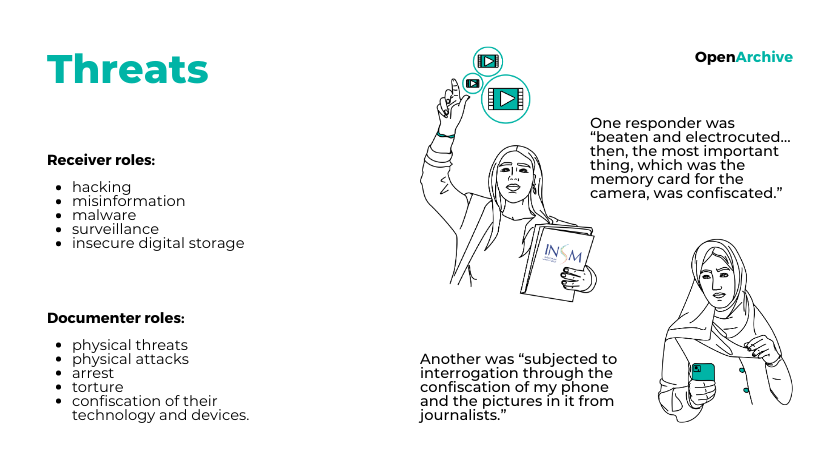 Threats
OpenArchive
Receiver roles:
hacking
misinformation
malware
surveillance
insecure digital storage
Documenter roles:
physical threats
physical attacks
arrest
torture
confiscation of their
technology and devices.
One responder was
“beaten and electrocuted...
then, the most important
thing, which was the
memory card for the
camera, was confiscated.”
INSM
Another was “subjected to
interrogation through the
confiscation of my phone
and the pictures in it from
journalists.”